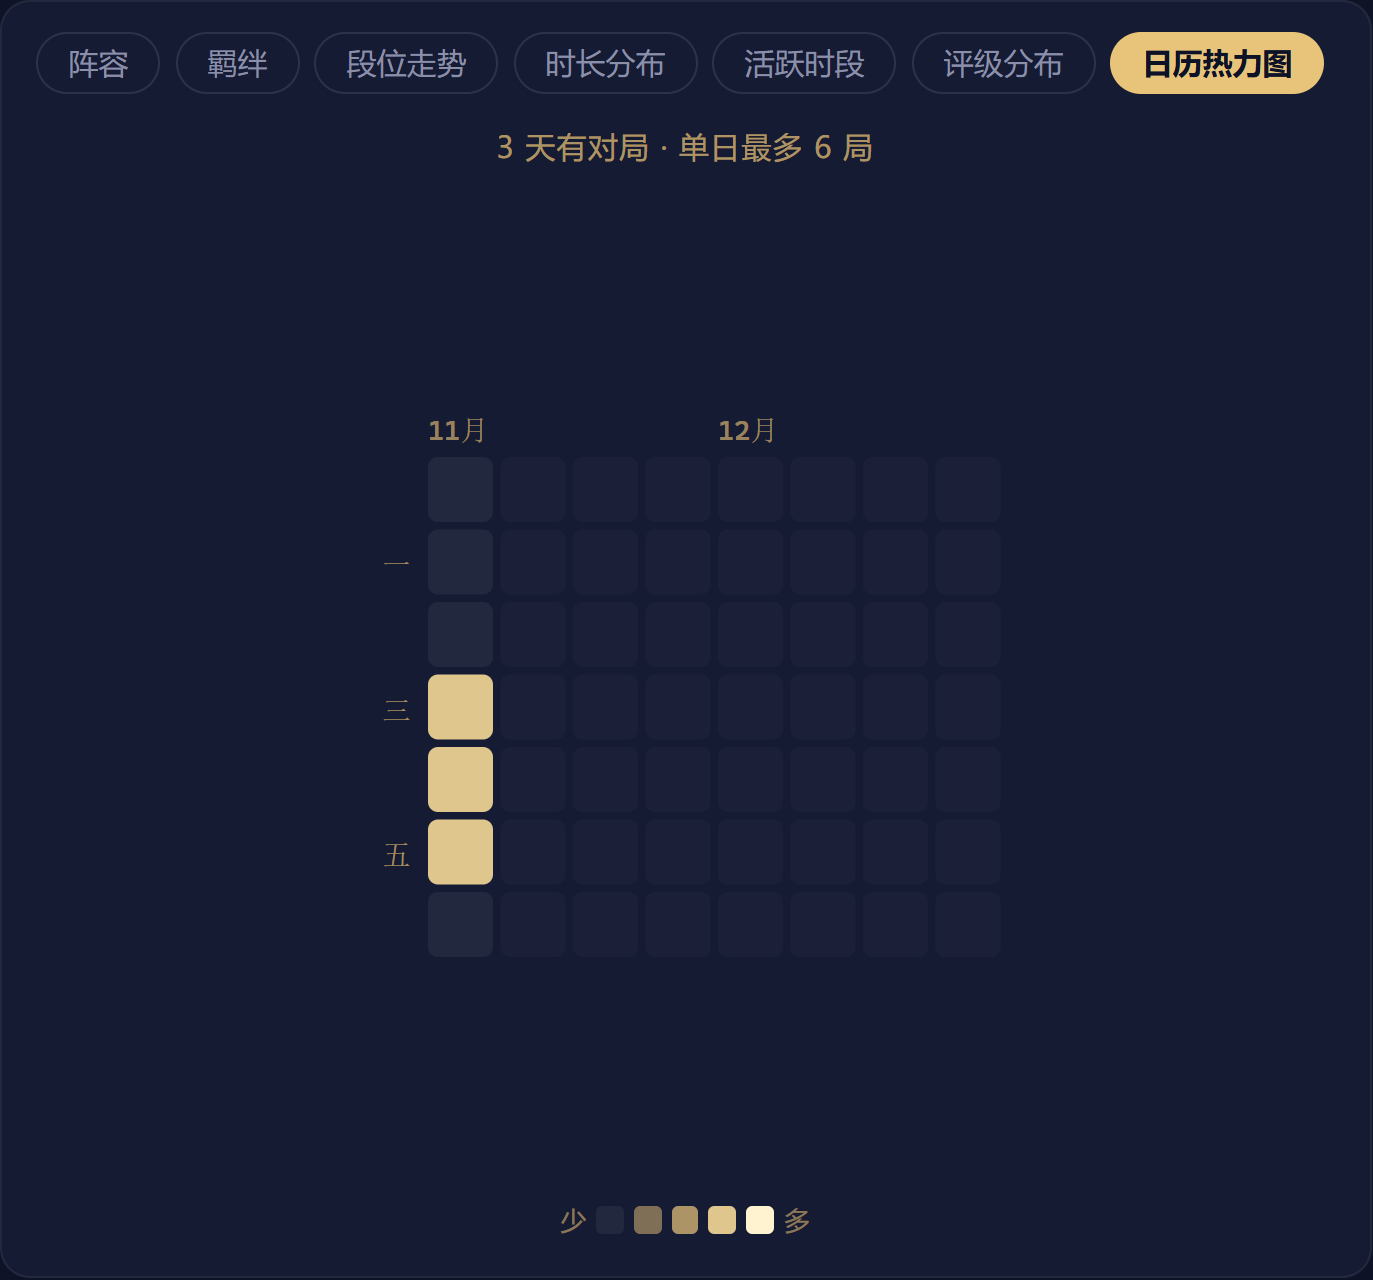 阵容 羁绊 段位走势 时长分布 活跃时段 评级分布 日历热力图
3 天有对局 · 单日最多 6 局
11月 12月
一
三
五
少 多